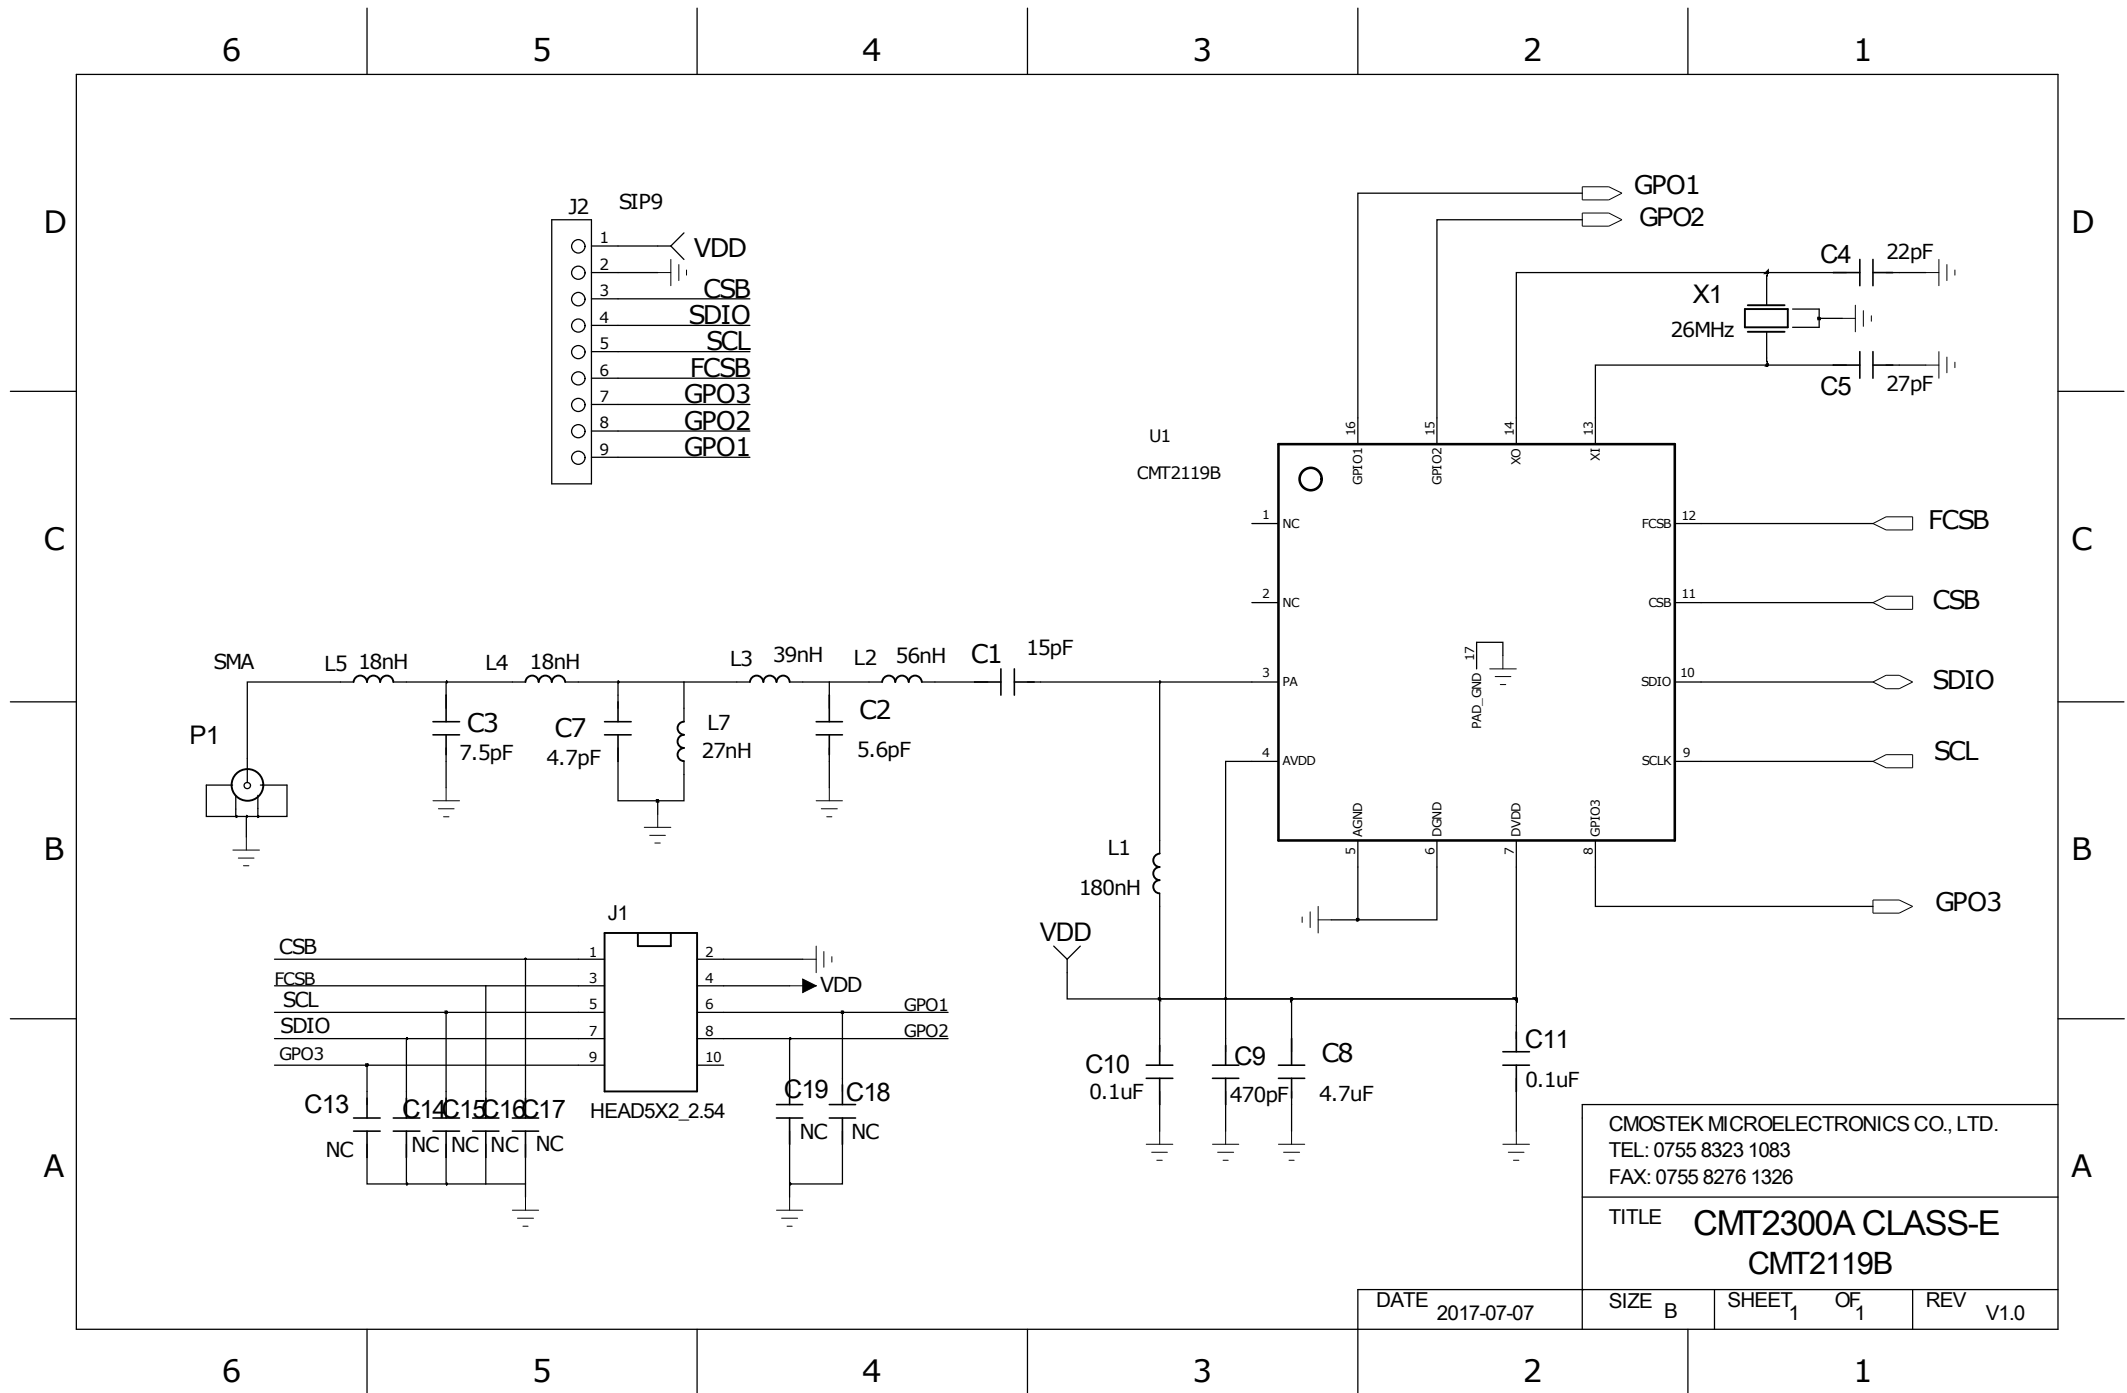 6 5 4 3 2 1
D
D
C
C
B
B
A
A
J2 SIP9
1 VDD
2
3 CSB
4 SDIO
5 SCL
6 FCSB
7 GPO3
8 GPO2
9 GPO1
GPO1
GPO2
C4 22pF
X1
26MHz
C5 27pF
U1
CMT2119B
16 GPIO1
15 GPIO2
14 XO
13 XI
1 NC
2 NC
3 PA
4 AVDD
FCSB 12 FCSB
CSB 11 CSB
SDIO 10 SDIO
SCLK 9 SCL
17 PAD_GND
AGND 5
DGND 6
DVDD 7
GPIO3 8
GPO3
SMA
P1
L5 18nH
L4 18nH
L3 39nH
L2 56nH
C1 15pF
C3
7.5pF
C7
4.7pF
L7
27nH
C2
5.6pF
L1
180nH
VDD
C10
0.1uF
C9
470pF
C8
4.7uF
C11
0.1uF
J1
CSB 1
FCSB 3
SCL 5
SDIO 7
GPO3 9
2
4 VDD
6 GPO1
8 GPO2
10
HEAD5X2_2.54
C13
NC
C14
NC
C15
NC
C16
NC
C17
NC
C19
NC
C18
NC
CMOSTEK MICROELECTRONICS CO., LTD.
TEL: 0755 8323 1083
FAX: 0755 8276 1326
TITLE CMT2300A CLASS-E
CMT2119B
DATE 2017-07-07
SIZE B
SHEET 1 OF 1
REV V1.0
6 5 4 3 2 1